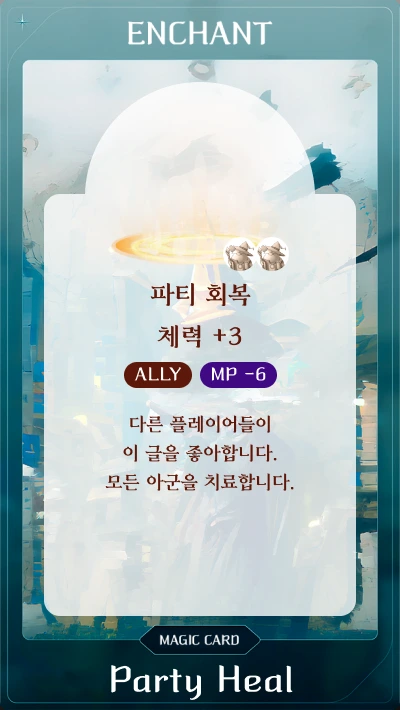 ENCHANT
파티 회복
체력 +3
ALLY MP -6
다른 플레이어들이
이 글을 좋아합니다.
모든 아군을 치료합니다.
MAGIC CARD
Party Heal